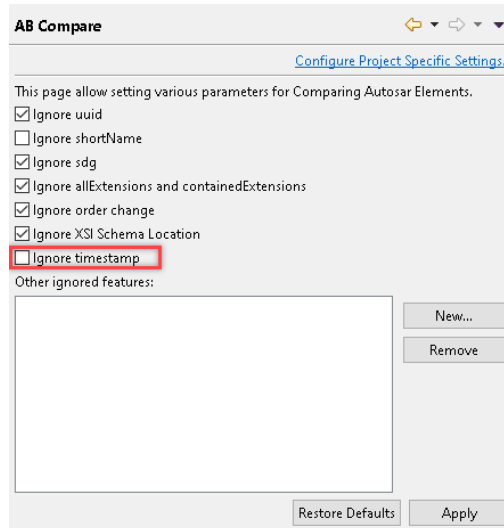 AB Compare
Configure Project Specific Settings.
This page allow setting various parameters for Comparing Autosar Elements.
Ignore uuid
Ignore shortName
Ignore sdg
Ignore allExtensions and containedExtensions
Ignore order change
Ignore XSI Schema Location
Ignore timestamp
Other ignored features:
New...
Remove
Restore Defaults
Apply